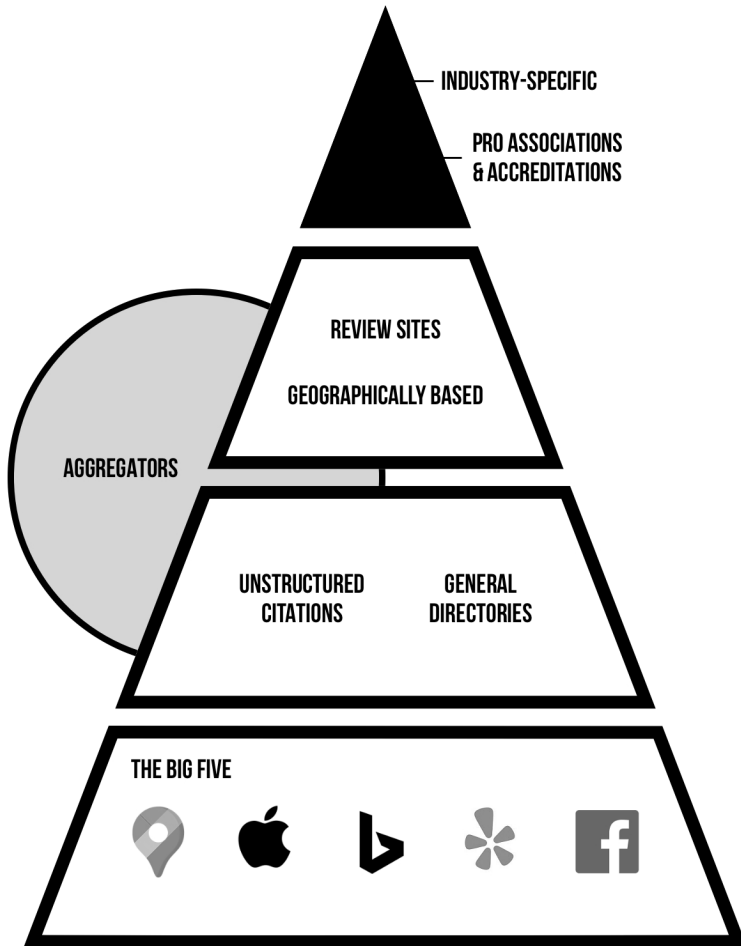 INDUSTRY-SPECIFIC
PRO ASSOCIATIONS
& ACCREDITATIONS
REVIEW SITES
GEOGRAPHICALLY BASED
AGGREGATORS
UNSTRUCTURED
CITATIONS
GENERAL
DIRECTORIES
THE BIG FIVE